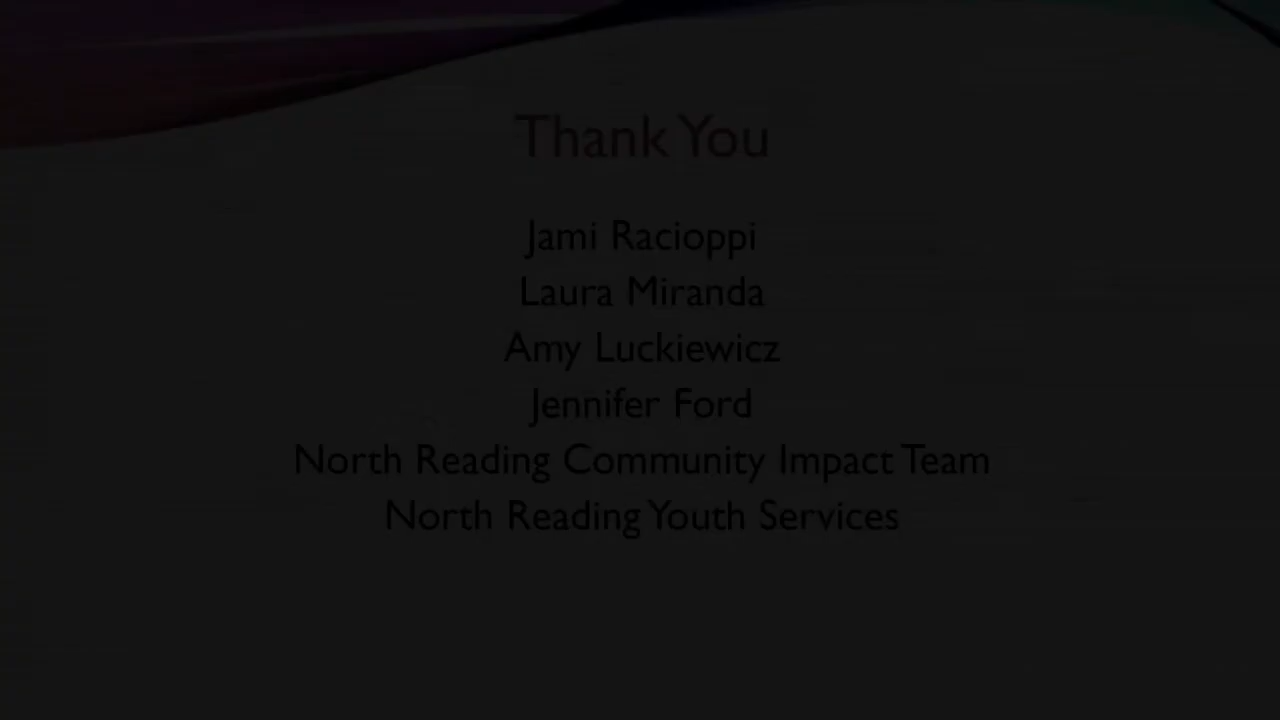 Thank You
Jami Racioppi
Laura Miranda
Amy Luckiewicz
Jennifer Ford
North Reading Community Impact Team
North Reading Youth Services